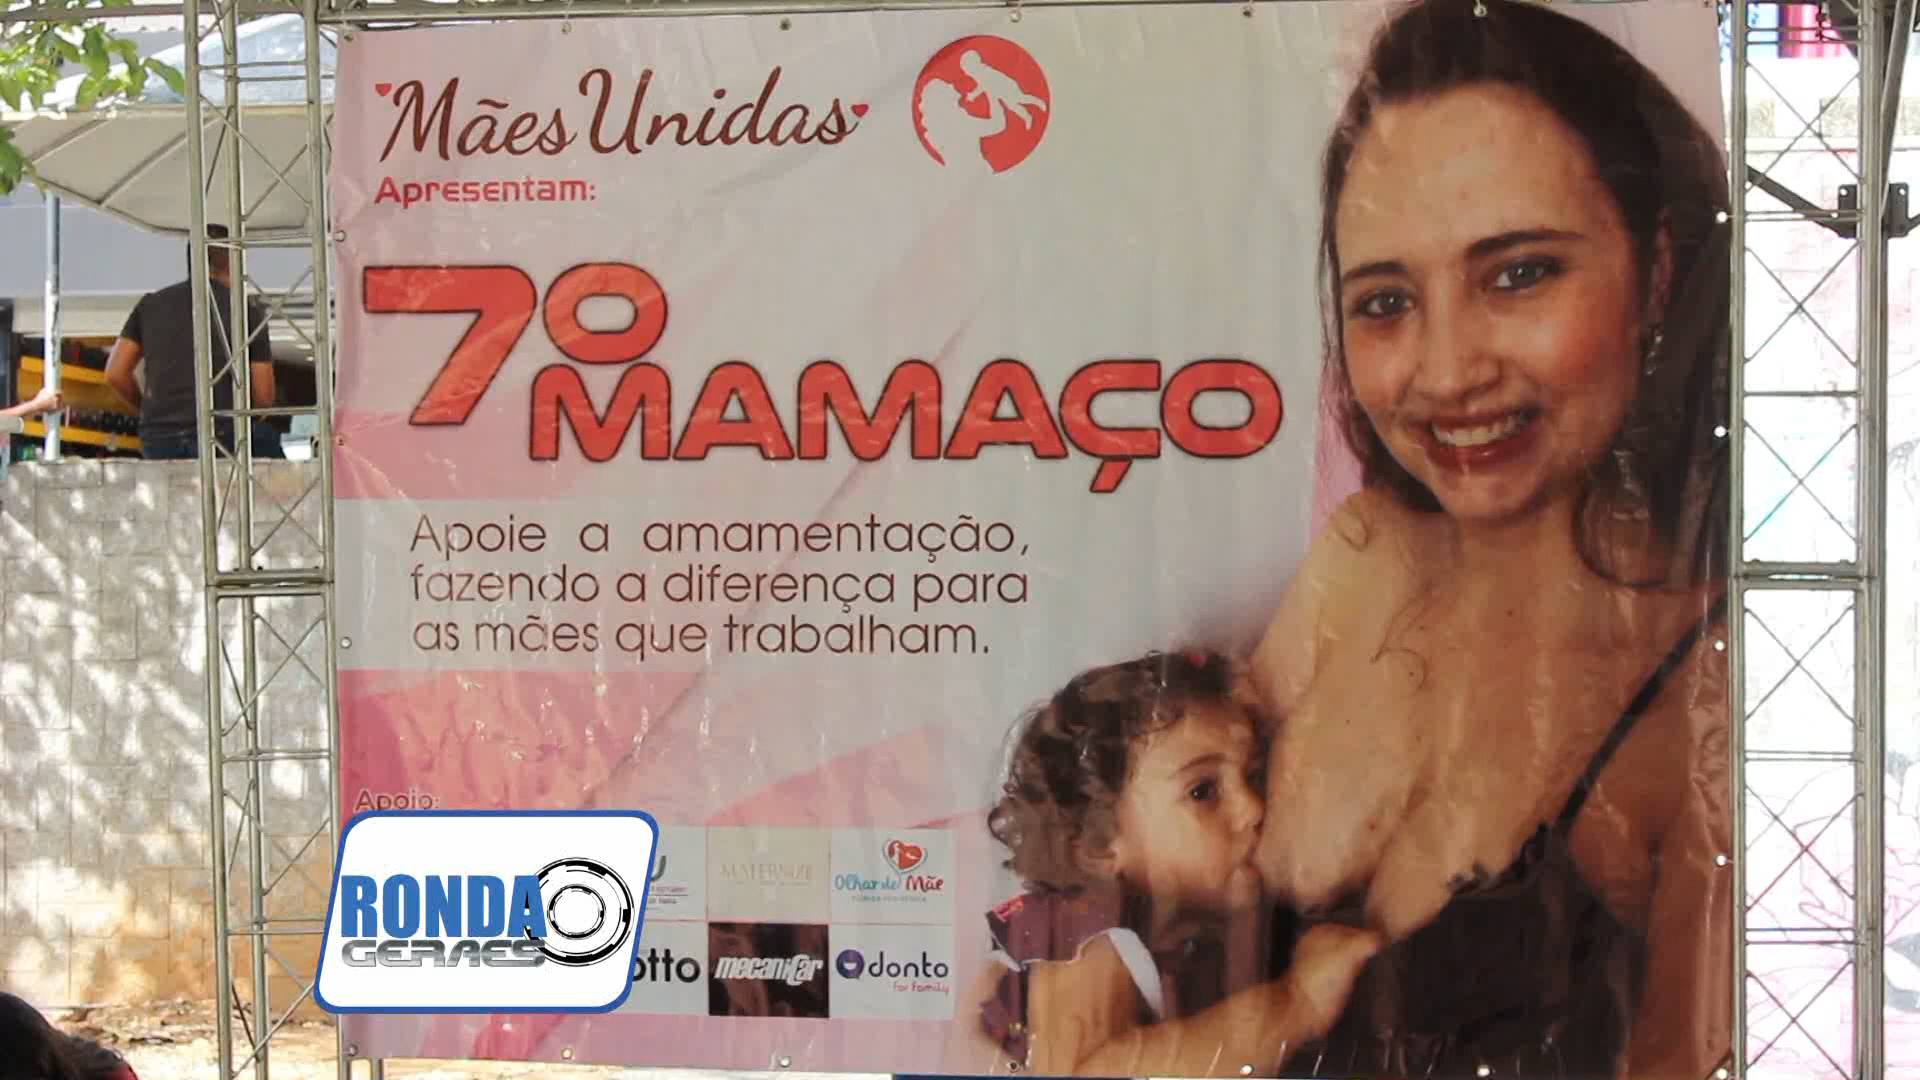 Mães Unidas
Apresentam:
7º MAMAÇO
Apoie a amamentação,
fazendo a diferença para
as mães que trabalham.
Apoio:
MATERNIZE
Olhar de Mãe
RONDA
GERAES
otto
mecaniCar
Odonto
for family